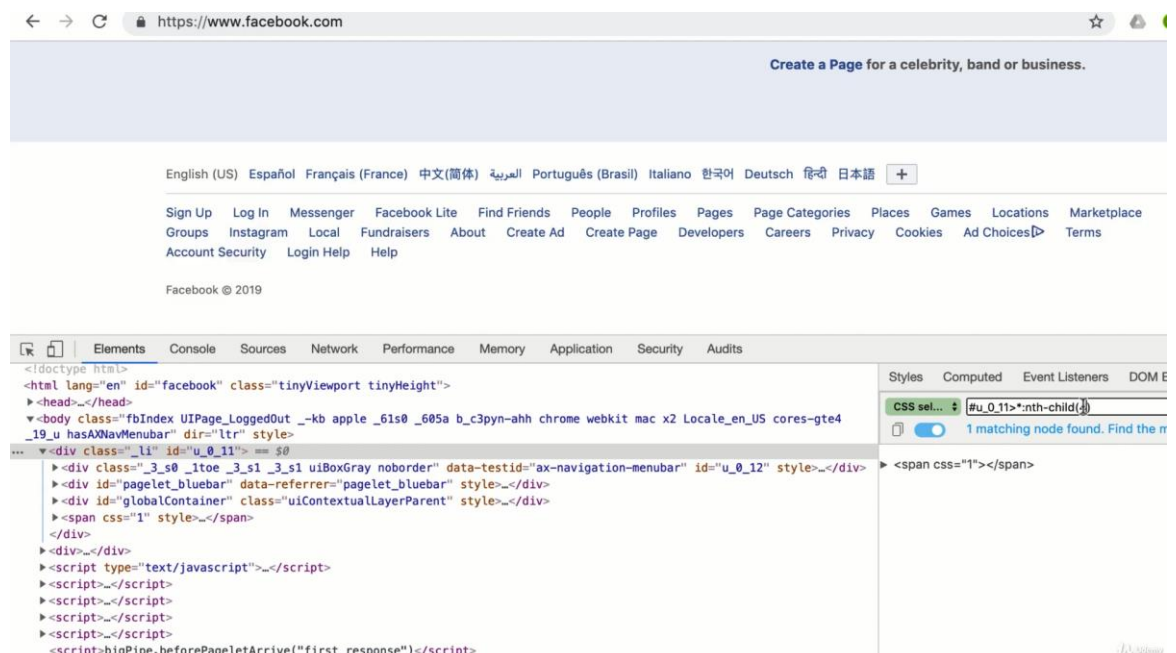 https://www.facebook.com
Create a Page for a celebrity, band or business.
English (US) Español Français (France) 中文(简体) العربية Português (Brasil) Italiano 한국어 Deutsch हिन्दी 日本語 +
Sign Up Log In Messenger Facebook Lite Find Friends People Profiles Pages Page Categories Places Games Locations Marketplace
Groups Instagram Local Fundraisers About Create Ad Create Page Developers Careers Privacy Cookies Ad Choices Terms
Account Security Login Help Help
Facebook © 2019
Elements Console Sources Network Performance Memory Application Security Audits
<!doctype html>
<html lang="en" id="facebook" class="tinyViewport tinyHeight">
▶<head>…</head>
▼<body class="fbIndex UIPage_LoggedOut _-kb apple _61s0 _605a b_c3pyn-ahh chrome webkit mac x2 Locale_en_US cores-gte4
_19_u hasAXNavMenubar" dir="ltr" style>
… ▼<div class="_li" id="u_0_11"> == $0
▶<div class="_3_s0 _1toe _3_s1 _3_s1 uiBoxGray noborder" data-testid="ax-navigation-menubar" id="u_0_12" style>…</div>
▶<div id="pagelet_bluebar" data-referrer="pagelet_bluebar" style>…</div>
▶<div id="globalContainer" class="uiContextualLayerParent" style>…</div>
▶<span css="1" style>…</span>
</div>
▶<div>…</div>
▶<script type="text/javascript">…</script>
▶<script>…</script>
▶<script>…</script>
▶<script>…</script>
▶<script>…</script>
<script>bigPipe.beforePageletArrive("first_response")</script>
Styles Computed Event Listeners DOM
CSS sel...
1 matching node found. Find the
▶ <span css="1"></span>